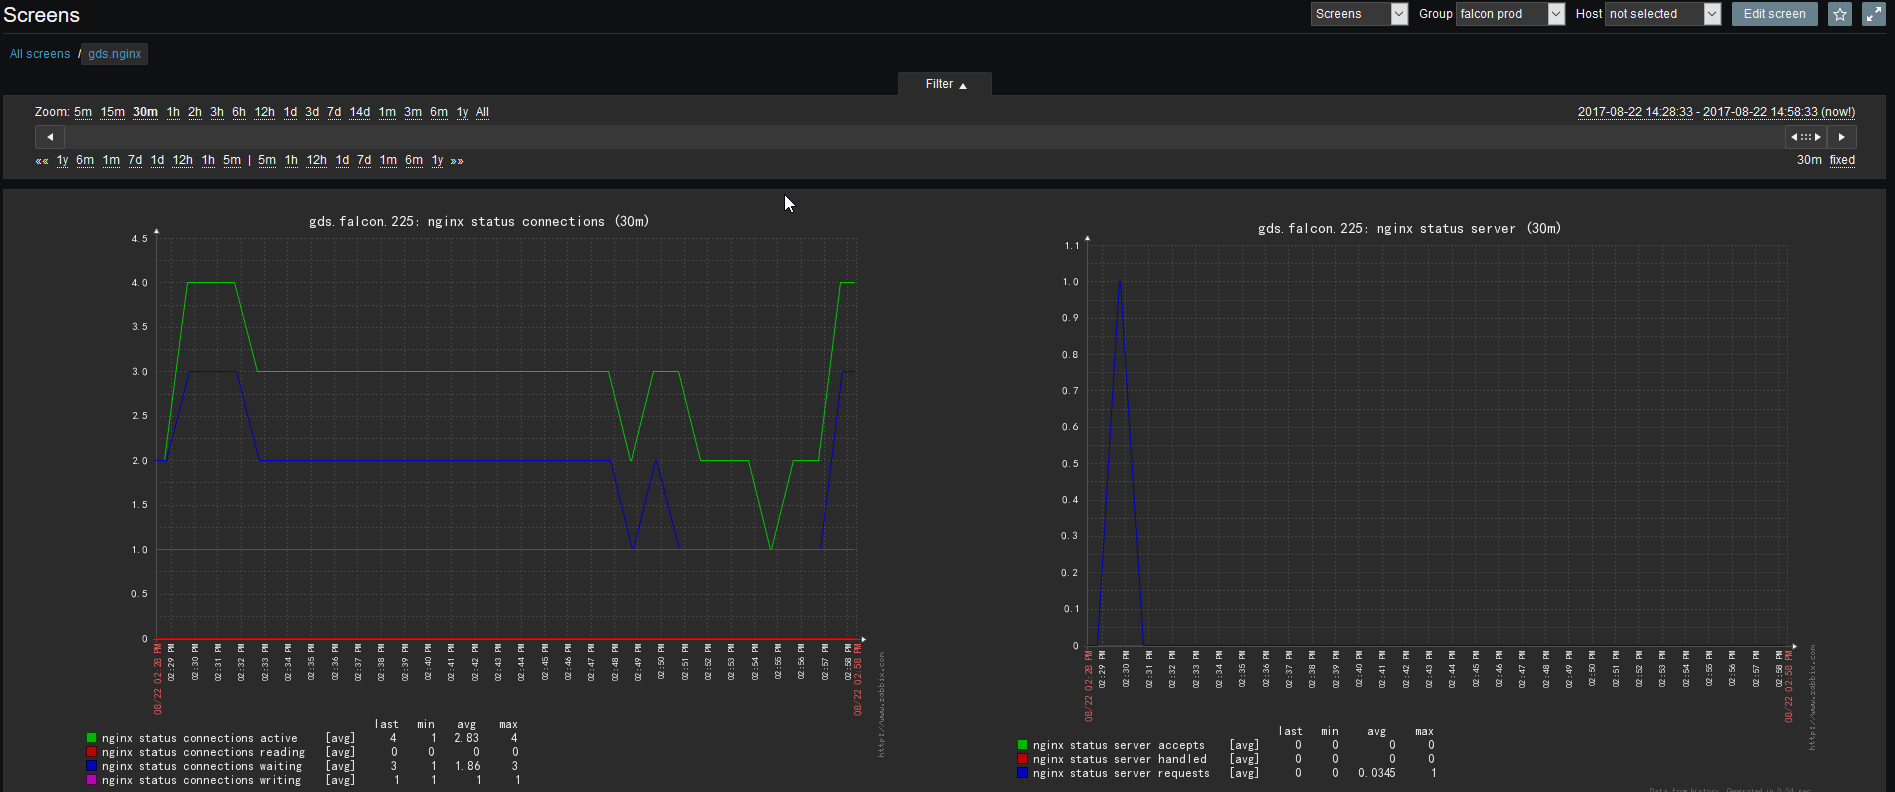 Screens
Screens Group falcon prod Host not selected Edit screen
All screens / gds.nginx
Filter ▲
Zoom: 5m 15m 30m 1h 2h 3h 6h 12h 1d 3d 7d 14d 1m 3m 6m 1y All
2017-08-22 14:28:33 - 2017-08-22 14:58:33 (now!)
«« 1y 6m 1m 7d 1d 12h 1h 5m | 5m 1h 12h 1d 7d 1m 6m 1y »»
30m fixed
gds.falcon.225: nginx status connections (30m)
4.5
4.0
3.5
3.0
2.5
2.0
1.5
1.0
0.5
0
08/22 02:28 PM
02:29 PM
02:30 PM
02:31 PM
02:32 PM
02:33 PM
02:34 PM
02:35 PM
02:36 PM
02:37 PM
02:38 PM
02:39 PM
02:40 PM
02:41 PM
02:42 PM
02:43 PM
02:44 PM
02:45 PM
02:46 PM
02:47 PM
02:48 PM
02:49 PM
02:50 PM
02:51 PM
02:52 PM
02:53 PM
02:54 PM
02:55 PM
02:56 PM
02:57 PM
02:58 PM
08/22 02:58 PM
http://www.zabbix.com
last min avg max
nginx status connections active [avg] 4 1 2.83 4
nginx status connections reading [avg] 0 0 0 0
nginx status connections waiting [avg] 3 1 1.86 3
nginx status connections writing [avg] 1 1 1 1
gds.falcon.225: nginx status server (30m)
1.1
1.0
0.9
0.8
0.7
0.6
0.5
0.4
0.3
0.2
0.1
0
08/22 02:28 PM
02:29 PM
02:30 PM
02:31 PM
02:32 PM
02:33 PM
02:34 PM
02:35 PM
02:36 PM
02:37 PM
02:38 PM
02:39 PM
02:40 PM
02:41 PM
02:42 PM
02:43 PM
02:44 PM
02:45 PM
02:46 PM
02:47 PM
02:48 PM
02:49 PM
02:50 PM
02:51 PM
02:52 PM
02:53 PM
02:54 PM
02:55 PM
02:56 PM
02:57 PM
02:58 PM
08/22 02:58 PM
http://www.zabbix.com
last min avg max
nginx status server accepts [avg] 0 0 0 0
nginx status server handled [avg] 0 0 0 0
nginx status server requests [avg] 0 0 0.0345 1